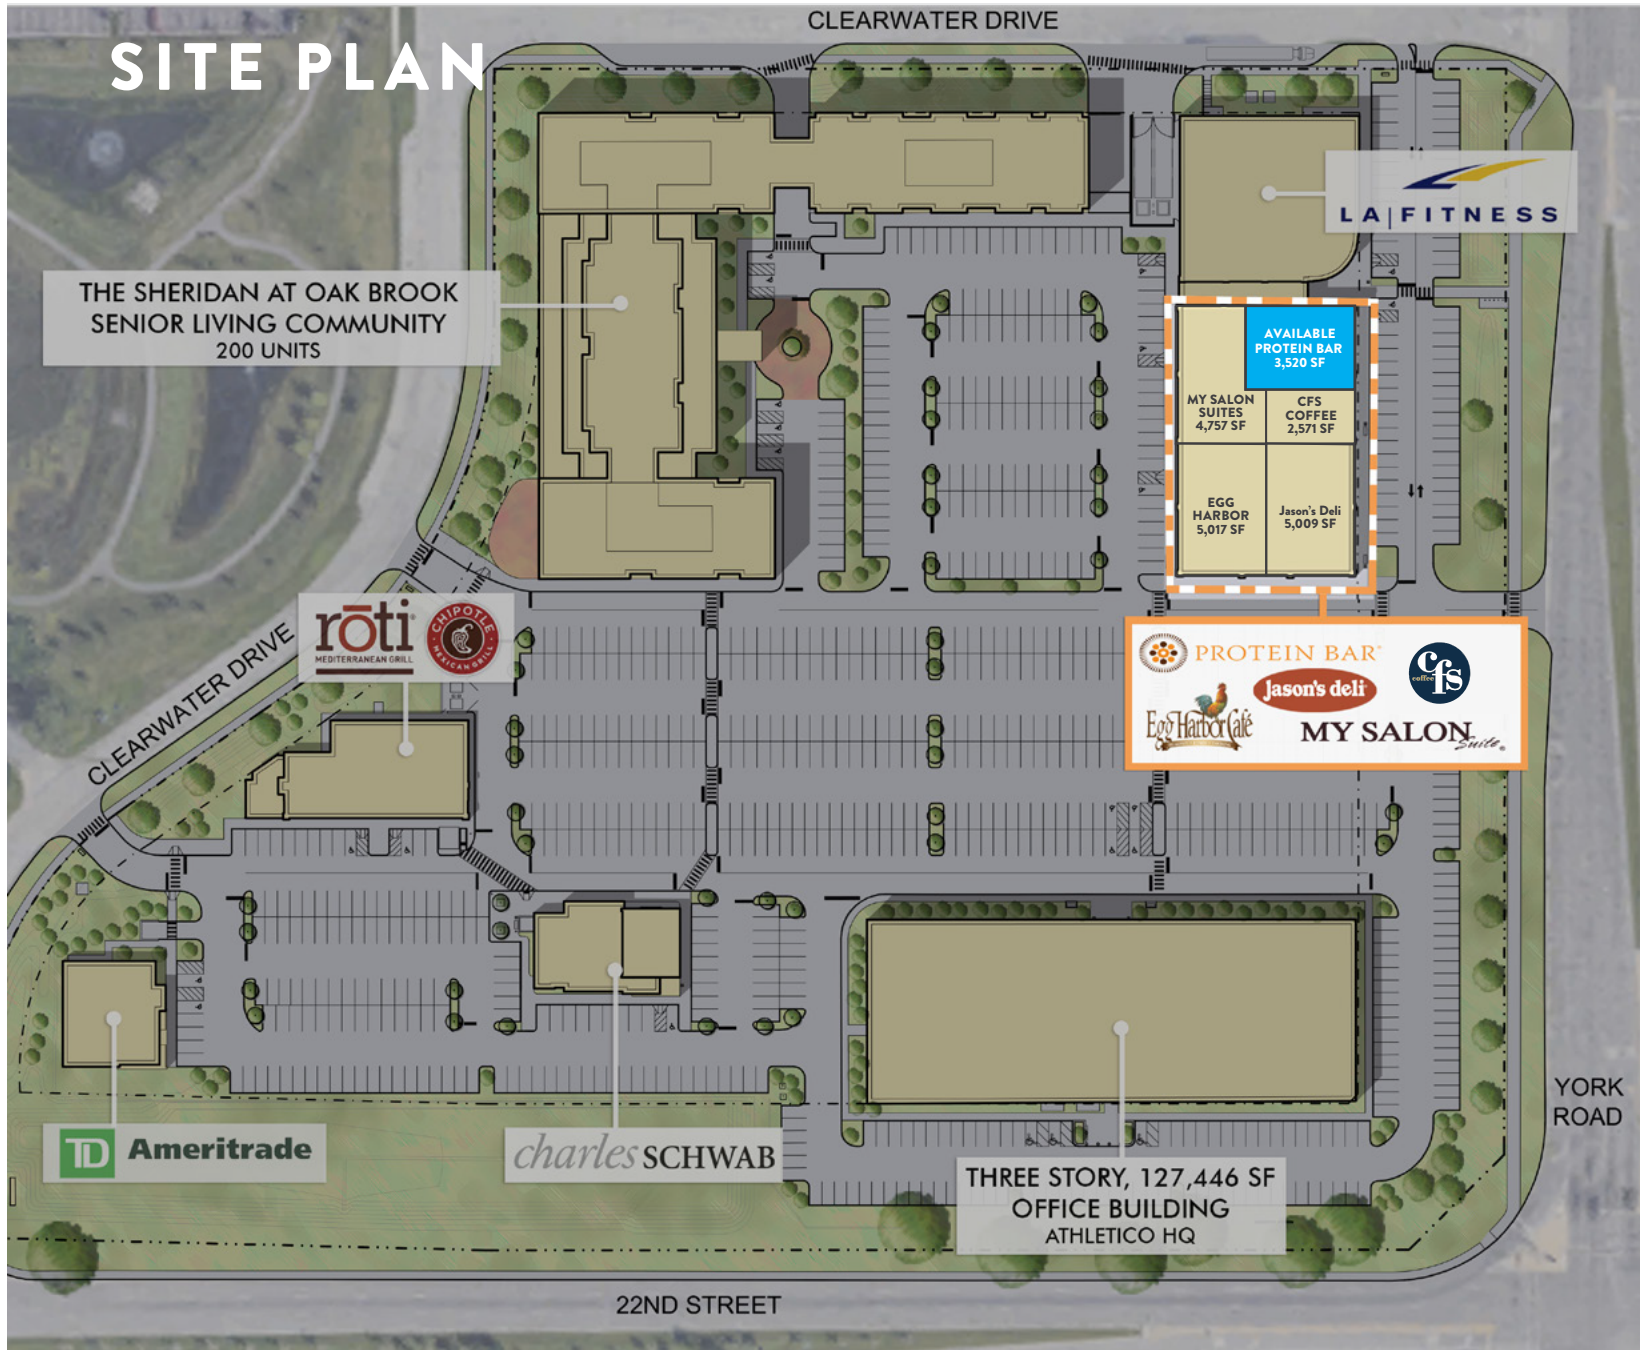 SITE PLAN
CLEARWATER DRIVE
LA|FITNESS
THE SHERIDAN AT OAK BROOK
SENIOR LIVING COMMUNITY
200 UNITS
AVAILABLE
PROTEIN BAR
3,520 SF
MY SALON
SUITES
4,757 SF
CFS
COFFEE
2,571 SF
EGG
HARBOR
5,017 SF
Jason's Deli
5,009 SF
rōti
MEDITERRANEAN GRILL
CHIPOTLE
MEXICAN GRILL
CLEARWATER DRIVE
PROTEIN BAR
cfs
coffee
Jason's deli
Egg Harbor Café
MY SALON
Suite
YORK
ROAD
TD Ameritrade
charles SCHWAB
THREE STORY, 127,446 SF
OFFICE BUILDING
ATHLETICO HQ
22ND STREET